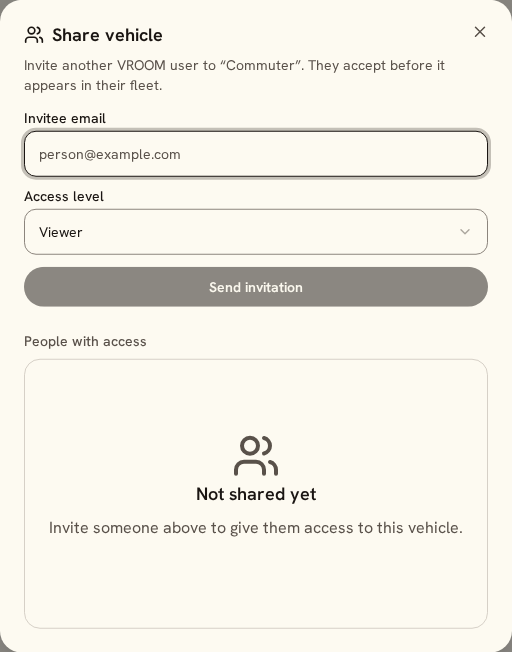 Share vehicle
Invite another VROOM user to “Commuter”. They accept before it
appears in their fleet.
Invitee email
person@example.com
Access level
Viewer
Send invitation
People with access
Not shared yet
Invite someone above to give them access to this vehicle.